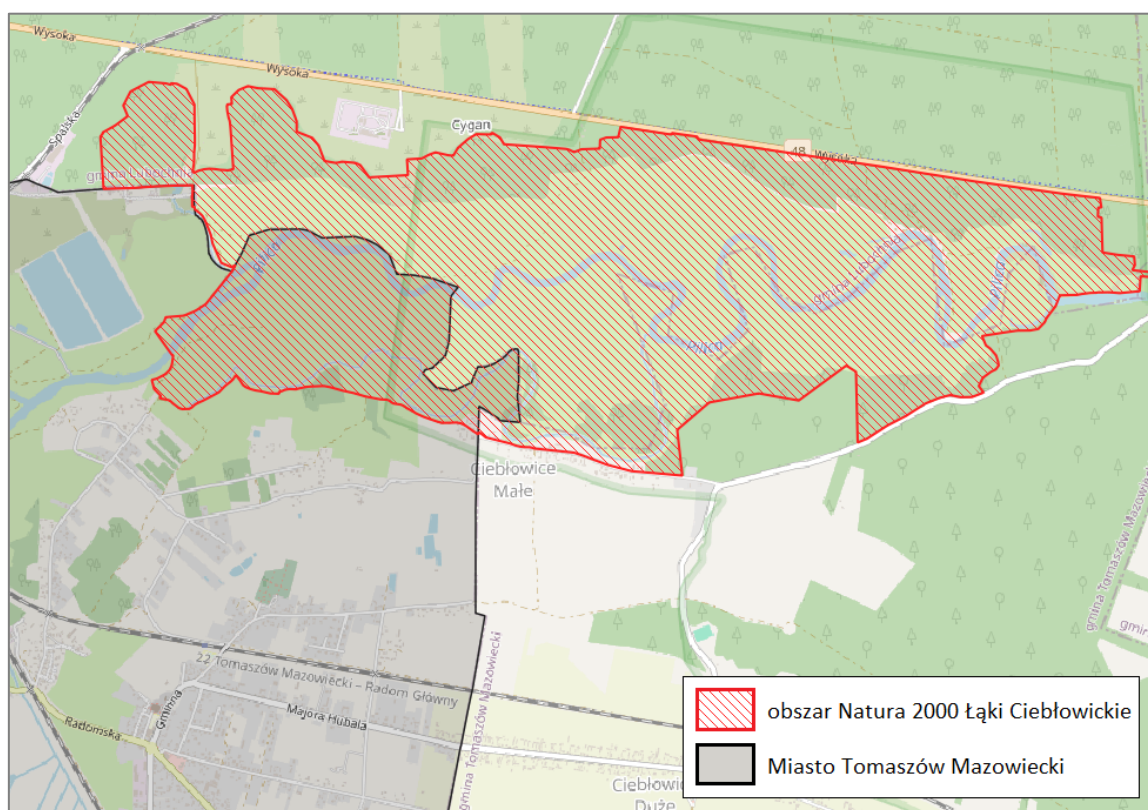 Wysoka
Wysoka
Spalska
Cygan
48
Wysoka
gmina Lubochnia
Pilica
gmina Lubochnia
Pilica
Pilica
Ciebłowice
Małe
gmina Tomaszów Mazowiecki
22 Tomaszów Mazowiecki – Radom Główny
Gminna
Majora Hubala
Radomska
gmina Tomaszów Mazowiecki
Ciebłowice
Duże
obszar Natura 2000 Łąki Ciebłowickie
Miasto Tomaszów Mazowiecki